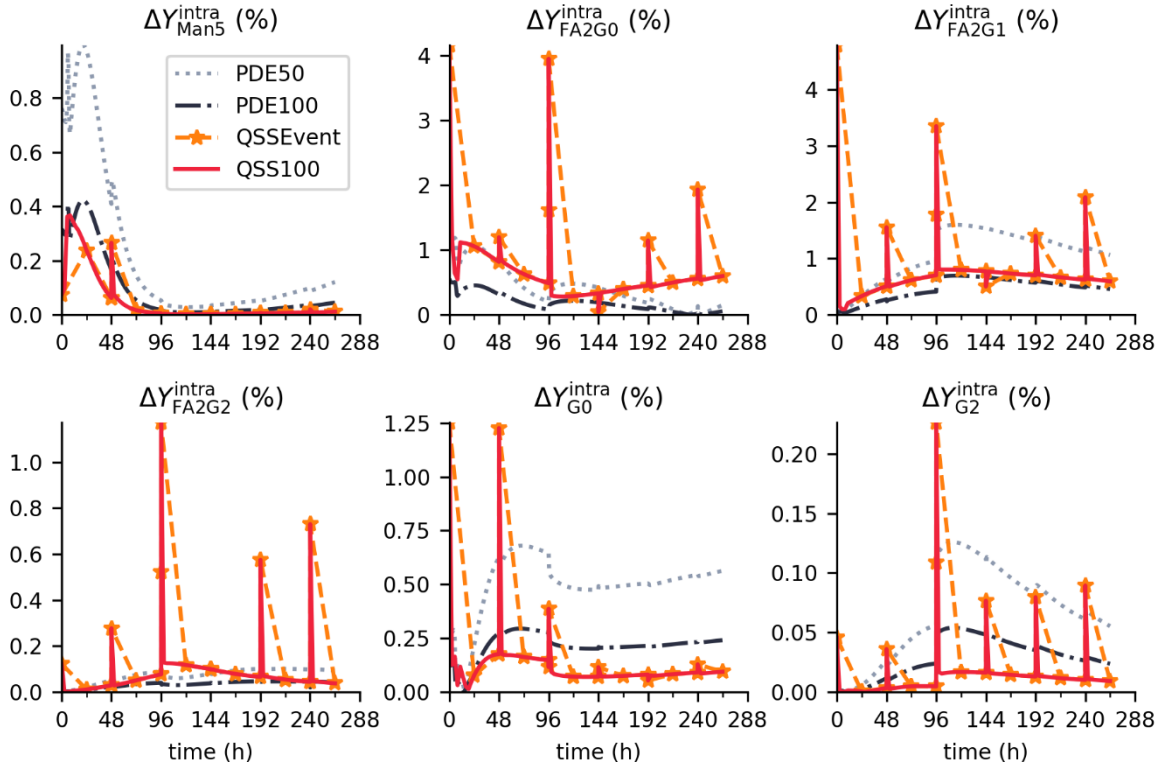 ΔY^intra_Man5 (%)
ΔY^intra_FA2G0 (%)
ΔY^intra_FA2G1 (%)
PDE50
PDE100
QSSEvent
QSS100
0.8
0.6
0.4
0.2
0.0
0 48 96 144 192 240 288
4
3
2
1
0
0 48 96 144 192 240 288
4
3
2
1
0
0 48 96 144 192 240 288
ΔY^intra_FA2G2 (%)
ΔY^intra_G0 (%)
ΔY^intra_G2 (%)
1.0
0.8
0.6
0.4
0.2
0.0
0 48 96 144 192 240 288
time (h)
1.25
1.00
0.75
0.50
0.25
0.00
0 48 96 144 192 240 288
time (h)
0.20
0.15
0.10
0.05
0.00
0 48 96 144 192 240 288
time (h)